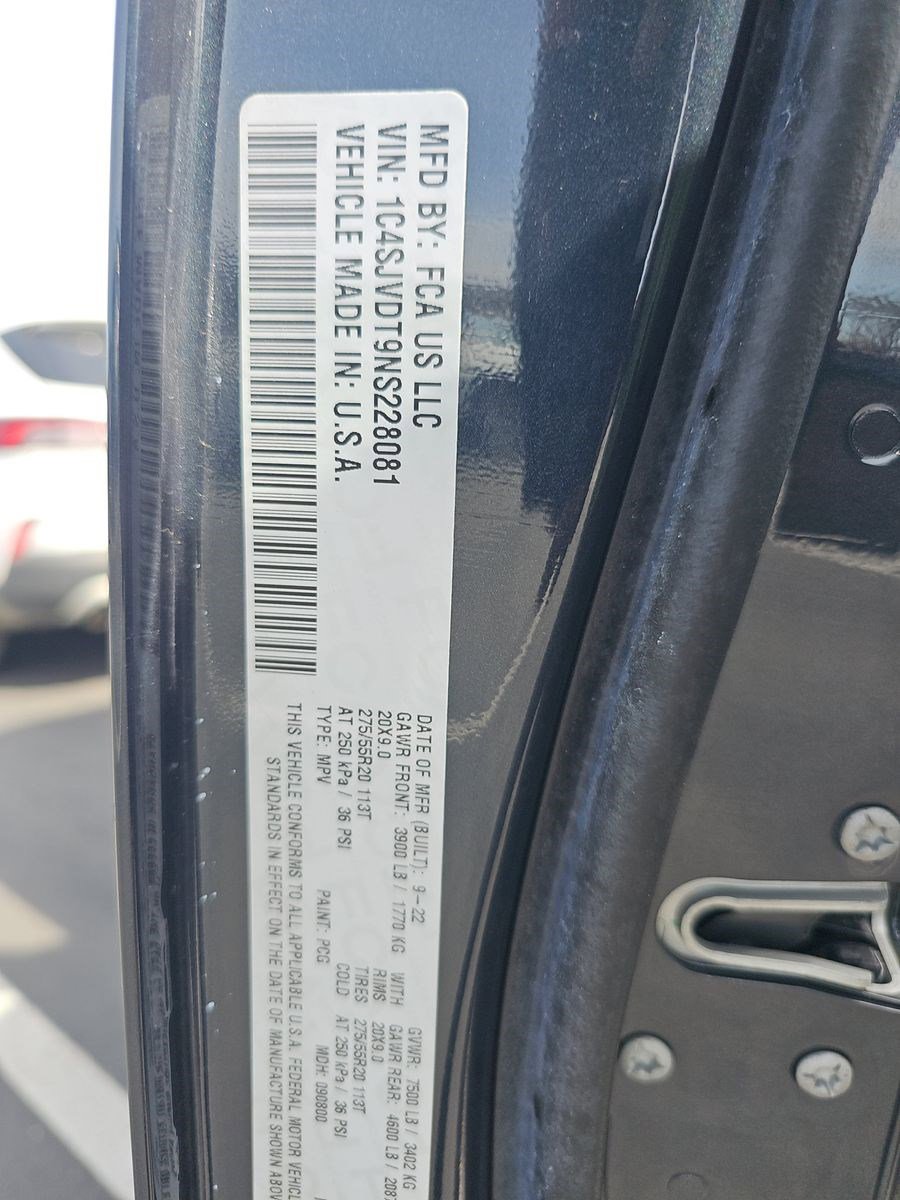 MFD BY: FCA US LLC
VIN: 1C4SJVDT9NS228081
VEHICLE MADE IN: U.S.A.
DATE OF MFR (BUILT): 9-22 GVWR: 7500 LB / 3402 KG
GAWR FRONT: 3900 LB / 1770 KG WITH GAWR REAR: 4600 LB
20X9.0 RIMS 20X9.0
275/55R20 113T TIRES 275/55R20 113T
AT 250 kPa / 36 PSI COLD AT 250 kPa / 36 PSI
TYPE: MPV PAINT: PCG MDH: 090800
THIS VEHICLE CONFORMS TO ALL APPLICABLE U.S.A. FEDERAL MOTOR
STANDARDS IN EFFECT ON THE DATE OF MANUFACTURE SHOWN